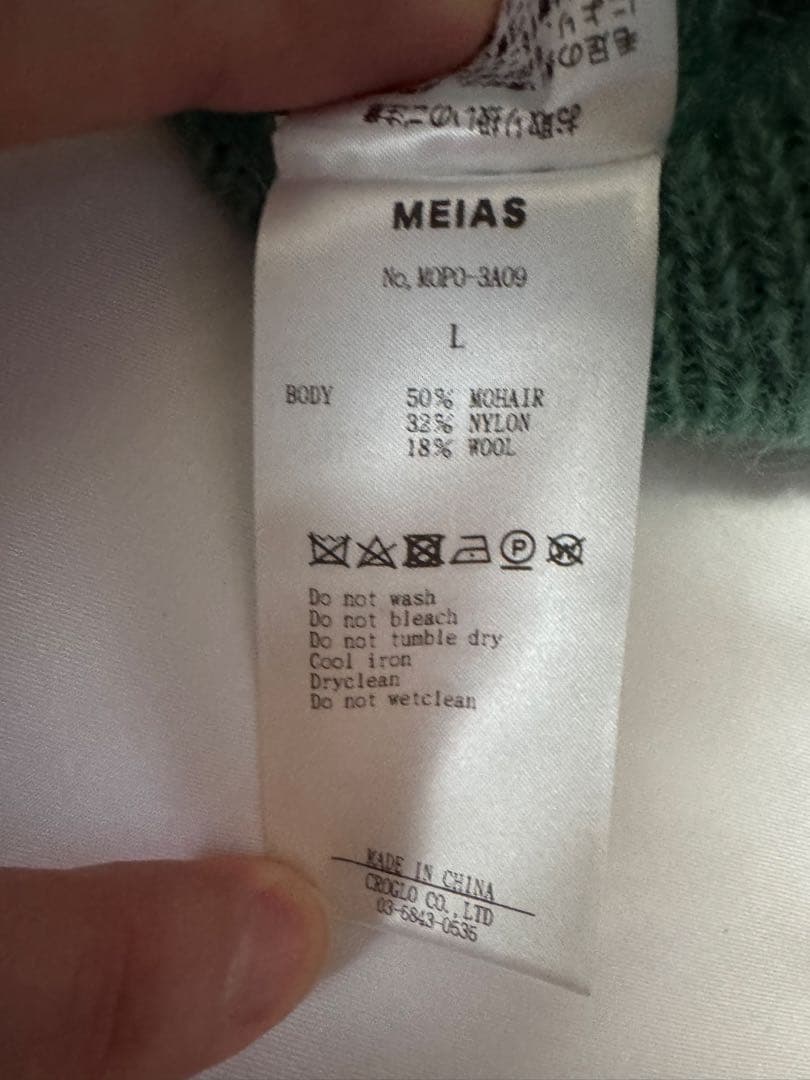 MEIAS
No. MOPO-3A09
L
BODY 50% MOHAIR
32% NYLON
18% WOOL
P
W
Do not wash
Do not bleach
Do not tumble dry
Cool iron
Dryclean
Do not wetclean
MADE IN CHINA
CROGLO CO.,LTD
03-6843-0535